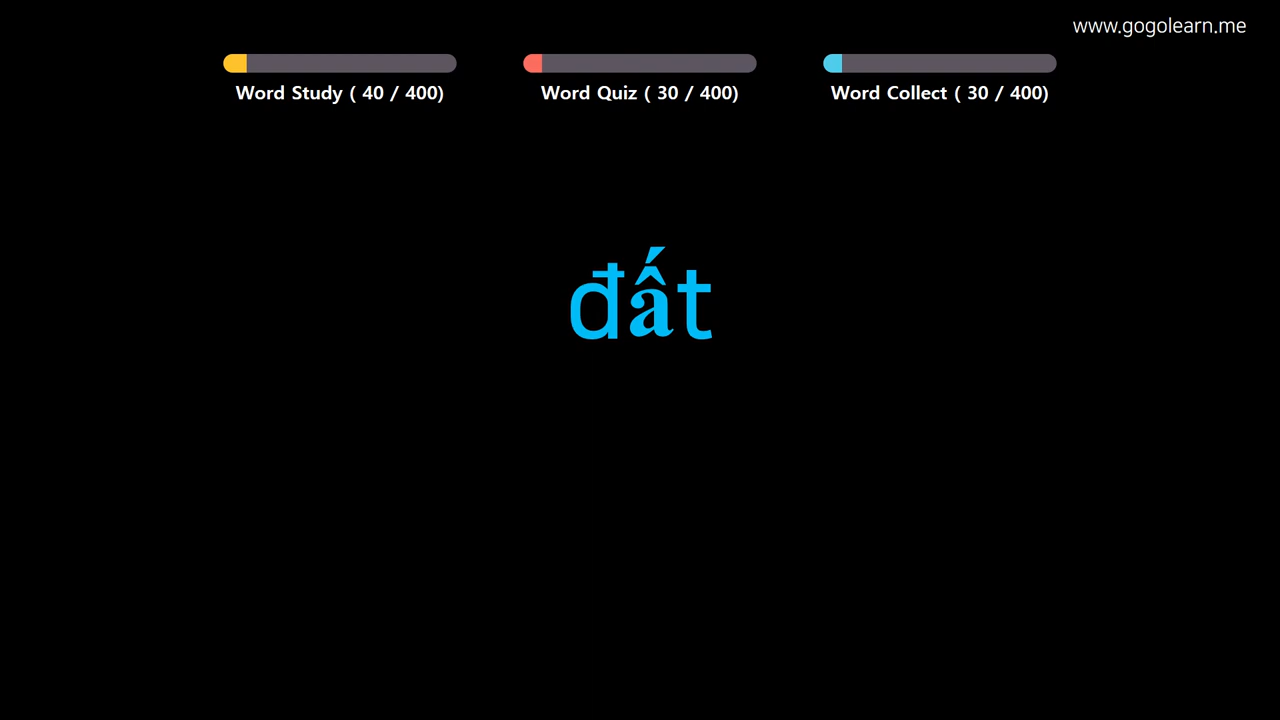 www.gogolearn.me
Word Study ( 40 / 400)
Word Quiz ( 30 / 400)
Word Collect ( 30 / 400)
đất